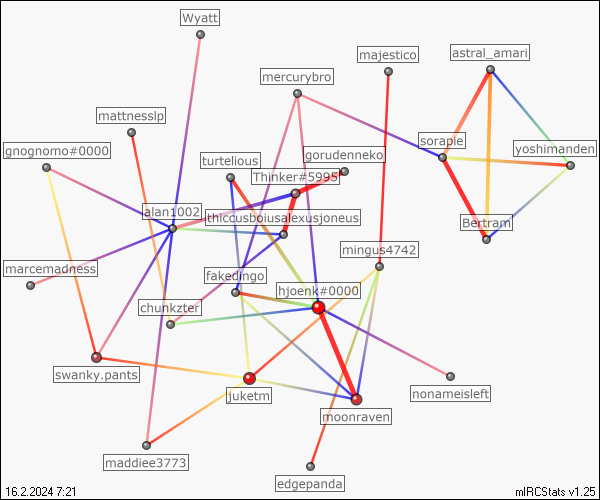 Wyatt
astral_amari
majestico
mercurybro
mattnesslp
sorapie
gnognomo#0000
yoshimanden
turtelious
gorudenneko
Thinker#5995
alan1002
thiccusboiusalexusjoneus
Bertram
mingus4742
marcemadness
fakedingo
hjoenk#0000
chunkzter
swanky.pants
juketm
nonameisleft
moonraven
maddiee3773
edgepanda
16.2.2024 7:21
mIRCStats v1.25